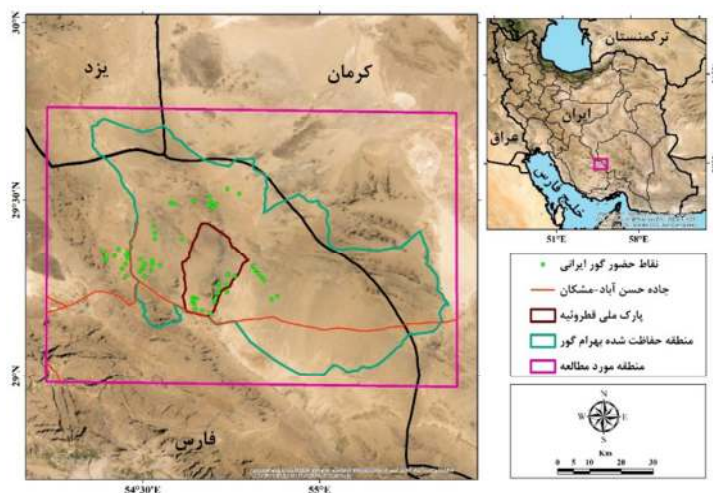 یزد
کرمان
فارس
30°N
29°30'N
29°N
54°30'E
55°E
ترکمنستان
ایران
عراق
خلیج فارس
51°E
58°E
نقاط حضور گور ایرانی
جاده حسن آباد-مشکان
پارک ملی قطروئیه
منطقه حفاظت شده بهرام گور
منطقه مورد مطالعه
N
W
E
S
Km
0 5 10 20 30